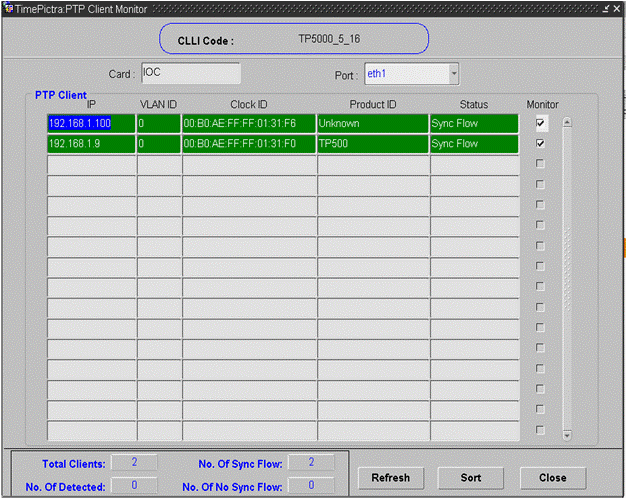 TimePictra:PTP Client Monitor
CLLI Code : TP5000_5_16
Card : IOC Port : eth1
PTP Client
IP VLAN ID Clock ID Product ID Status Monitor
192.168.1.100 0 00:B0:AE:FF:FF:01:31:F6 Unknown Sync Flow
192.168.1.9 0 00:B0:AE:FF:FF:01:31:F0 TP500 Sync Flow
Total Clients: 2 No. Of Sync Flow: 2
No. Of Detected: 0 No. Of No Sync Flow: 0
Refresh Sort Close